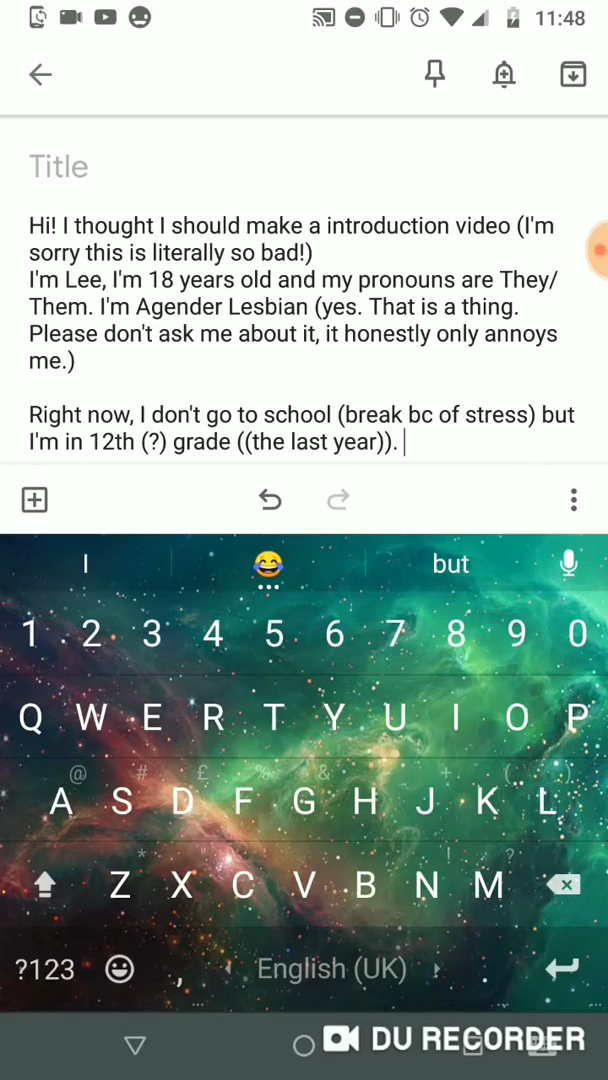 11:48
Title
Hi! I thought I should make a introduction video (I'm
sorry this is literally so bad!)
I'm Lee, I'm 18 years old and my pronouns are They/
Them. I'm Agender Lesbian (yes. That is a thing.
Please don't ask me about it, it honestly only annoys
me.)
Right now, I don't go to school (break bc of stress) but
I'm in 12th (?) grade ((the last year)).
I 😂 but
1 2 3 4 5 6 7 8 9 0
Q W E R T Y U I O P
@ # £ % & + ( )
A S D F G H J K L
* " ! ?
Z X C V B N M
?123 , English (UK) .
DU RECORDER